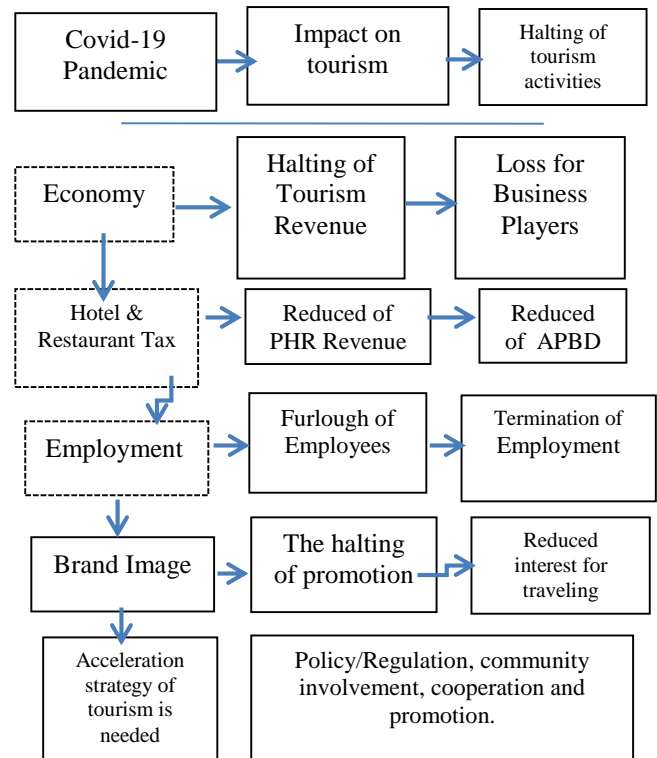 Covid-19
Pandemic
Impact on
tourism
Halting of
tourism
activities
Economy
Halting of
Tourism
Revenue
Loss for
Business
Players
Hotel &
Restaurant Tax
Reduced of
PHR Revenue
Reduced
of APBD
Employment
Furlough of
Employees
Termination of
Employment
Brand Image
The halting
of promotion
Reduced
interest for
traveling
Acceleration
strategy of
tourism is
needed
Policy/Regulation, community
involvement, cooperation and
promotion.